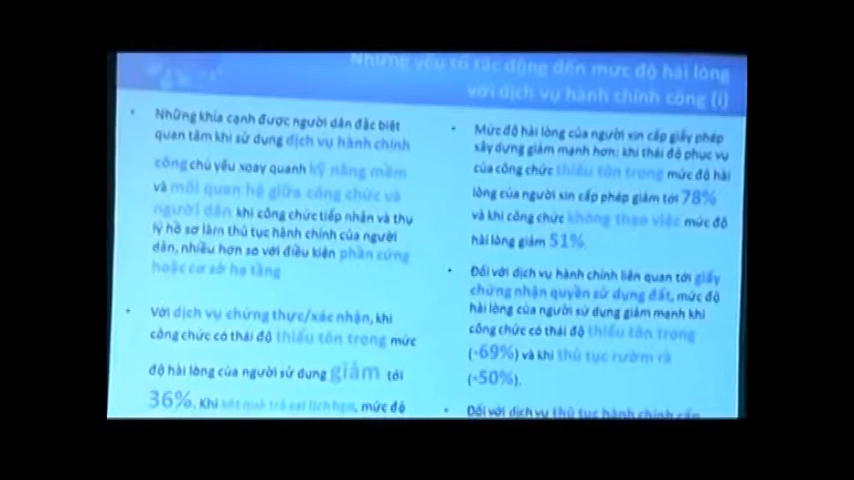 Những yếu tố tác động đến mức độ hài lòng
với dịch vụ hành chính công (i)
Những khía cạnh được người dân đặc biệt
quan tâm khi sử dụng dịch vụ hành chính
công chủ yếu xoay quanh kỹ năng mềm
và mối quan hệ giữa công chức và
người dân khi công chức tiếp nhận và thụ
lý hồ sơ làm thủ tục hành chính của người
dân, nhiều hơn so với điều kiện phần cứng
hoặc cơ sở hạ tầng
Với dịch vụ chứng thực/xác nhận, khi
công chức có thái độ thiếu tôn trọng mức
độ hài lòng của người sử dụng giảm tới
36%. Khi kết quả trả sai lịch hẹn, mức độ
Mức độ hài lòng của người xin cấp giấy phép
xây dựng giảm mạnh hơn: khi thái độ phục vụ
của công chức thiếu tôn trọng mức độ hài
lòng của người xin cấp phép giảm tới 78%
và khi công chức không thạo việc mức độ
hài lòng giảm 51%.
Đối với dịch vụ hành chính liên quan tới giấy
chứng nhận quyền sử dụng đất, mức độ
hài lòng của người sử dụng giảm mạnh khi
công chức có thái độ thiếu tôn trọng
(-69%) và khi thủ tục rườm rà
(-50%).
Đối với dịch vụ thủ tục hành chính cấp